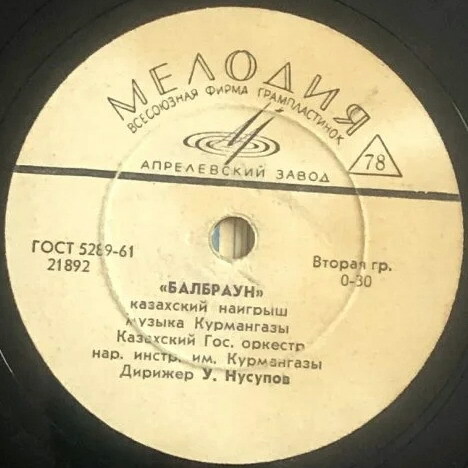 МЕЛОДИЯ
ВСЕСОЮЗНАЯ ФИРМА ГРАМПЛАСТИНОК
78
АПРЕЛЕВСКИЙ ЗАВОД
ГОСТ 5289-61
21892
Вторая гр.
0-30
«БАЛБРАУН»
казахский наигрыш
музыка Курмангазы
Казахский Гос. оркестр
нар. инстр. им. Курмангазы
Дирижер У. Нусупов